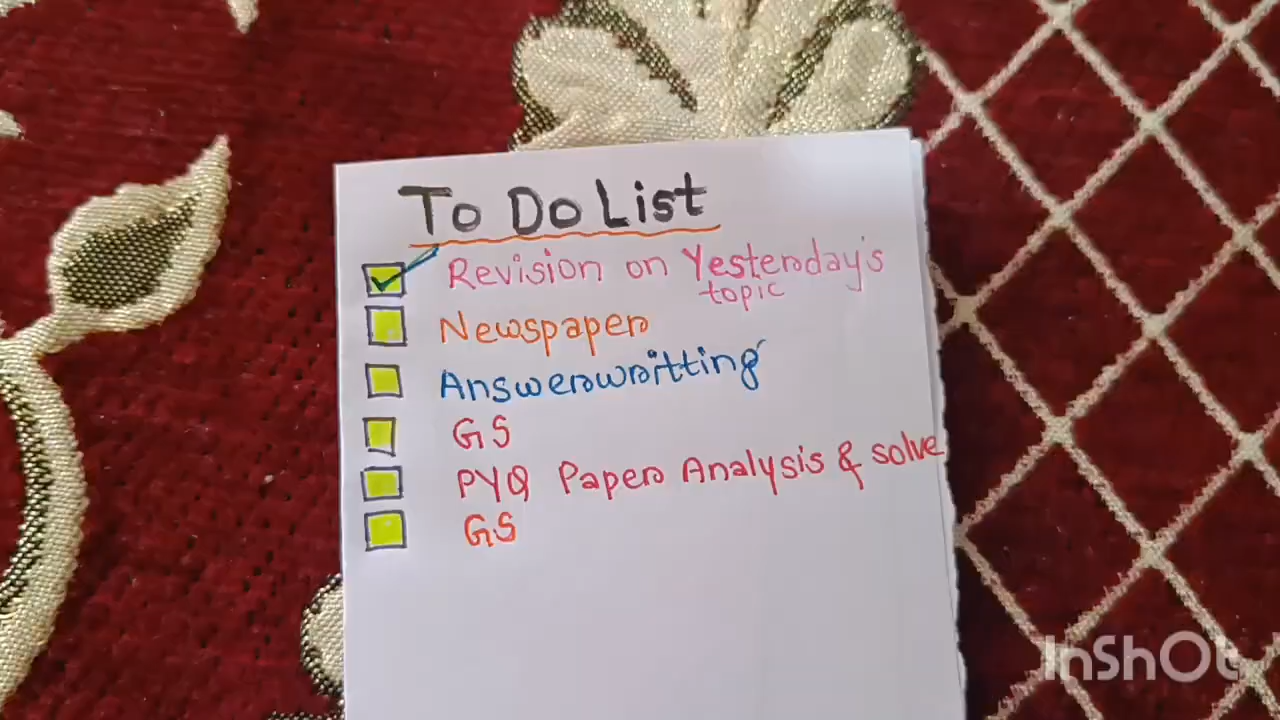 To Do List
Revision on Yesterday's
topic
Newspaper
Answerwritting
GS
PYQ Paper Analysis & solve
GS
InShOt